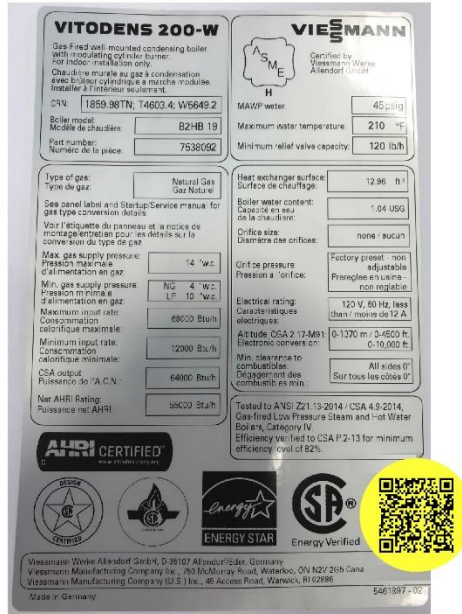 VITODENS 200-W
Gas Fired wall-mounted condensing boiler
with modulating cylinder burner.
For indoor installation only.
Chaudière murale au gaz à condensation
avec brûleur cylindrique a marche modulée.
Installer à l'intérieur seulement.
CRN: 1859.98TN; T4603.4; W5649.2
Boiler model:
Modèle de chaudière: B2HB 19
Part number:
Numéro de la pièce: 7538092
VIESSMANN
ASME
H
Certified by
Viessmann Werke
Allendorf GmbH
MAWP water 45 psig
Maximum water temperature: 210 °F
Minimum relief valve capacity: 120 lb/h
Type of gas: Natural Gas
Type de gaz: Gaz Naturel
See panel label and Startup/Service manual for
gas type conversion details.
Voir l'étiquette du panneau et la notice de
montage/entretien pour les détails sur la
conversion du type de gaz
Max. gas supply pressure:
Pression maximale 14 "w.c.
d'alimentation en gaz
Min. gas supply pressure: NG 4 "w.c.
Pression minimale LP 10 "w.c.
d'alimentation en gaz:
Maximum input rate:
Consommation 68000 Btu/h
calorifique maximale:
Minimum input rate:
Consommation 12000 Btu/h
calorifique minimale:
CSA output 64000 Btu/h
Puissance de l'A.C.N.:
Net AHRI Rating: 55000 Btu/h
Puissance net AHRI:
Heat exchanger surface: 12.96 ft²
Surface de chauffage:
Boiler water content:
Capacité en eau 1.04 USG
de la chaudière:
Orifice size: none / aucun
Diamètre des orifices:
Orifice pressure Factory preset - non
Pression a l'orifice: adjustable
Prereglee en usine -
non reglable
Electrical rating: 120 V, 60 Hz, less
Caracteristiques than / moins de 12 A
electriques:
Altitude CGA 2.17-M91: 0-1370 m / 0-4500 ft.
Electronic conversion: 0-10,000 ft.
Min. clearance to
combustibles: All sides 0"
Dégagement des Sur tous les côtés 0"
combustibles min.:
Tested to ANSI Z21.13-2014 / CSA 4.9-2014,
Gas-fired Low Pressure Steam and Hot Water
Boilers, Category IV.
Efficiency verified to CSA P.2-13 for minimum
efficiency level of 82%.
AHRI CERTIFIED
www.ahridirectory.org
DESIGN
CERTIFIED
energy
ENERGY STAR
Energy Verified
Viessmann Werke Allendorf GmbH, D-35107 Allendorf/Eder, Germany
Viessmann Manufacturing Company Inc., 750 McMurray Road, Waterloo, ON N2V 2G5 Cana
Viessmann Manufacturing Company (U.S.) Inc., 45 Access Road, Warwick, RI 02886
Made in Germany
5461897 - 02